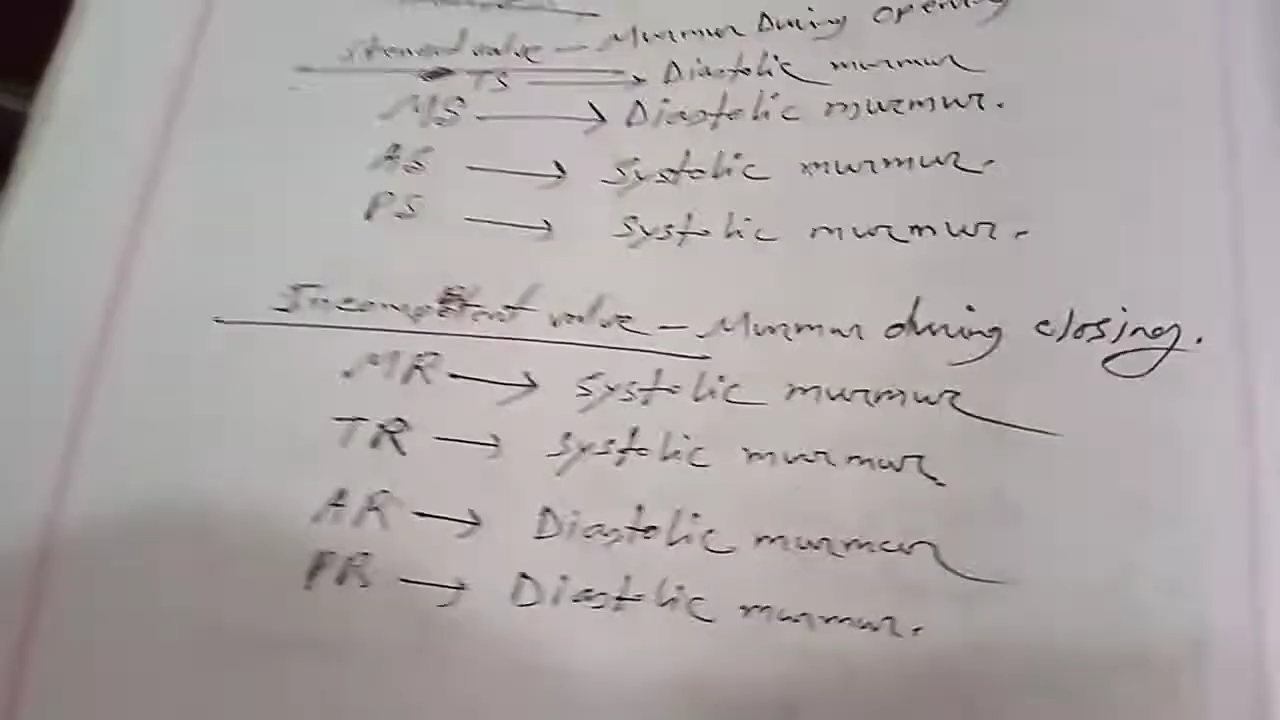 Stenosed valve - Murmur During opening
TS → Diastolic murmur
MS → Diastolic murmur.
AS → Systolic murmur.
PS → Systolic murmur.
Incompetent valve - Murmur during closing.
MR → Systolic murmur
TR → Systolic murmur.
AR → Diastolic murmur
PR → Diastolic murmur.